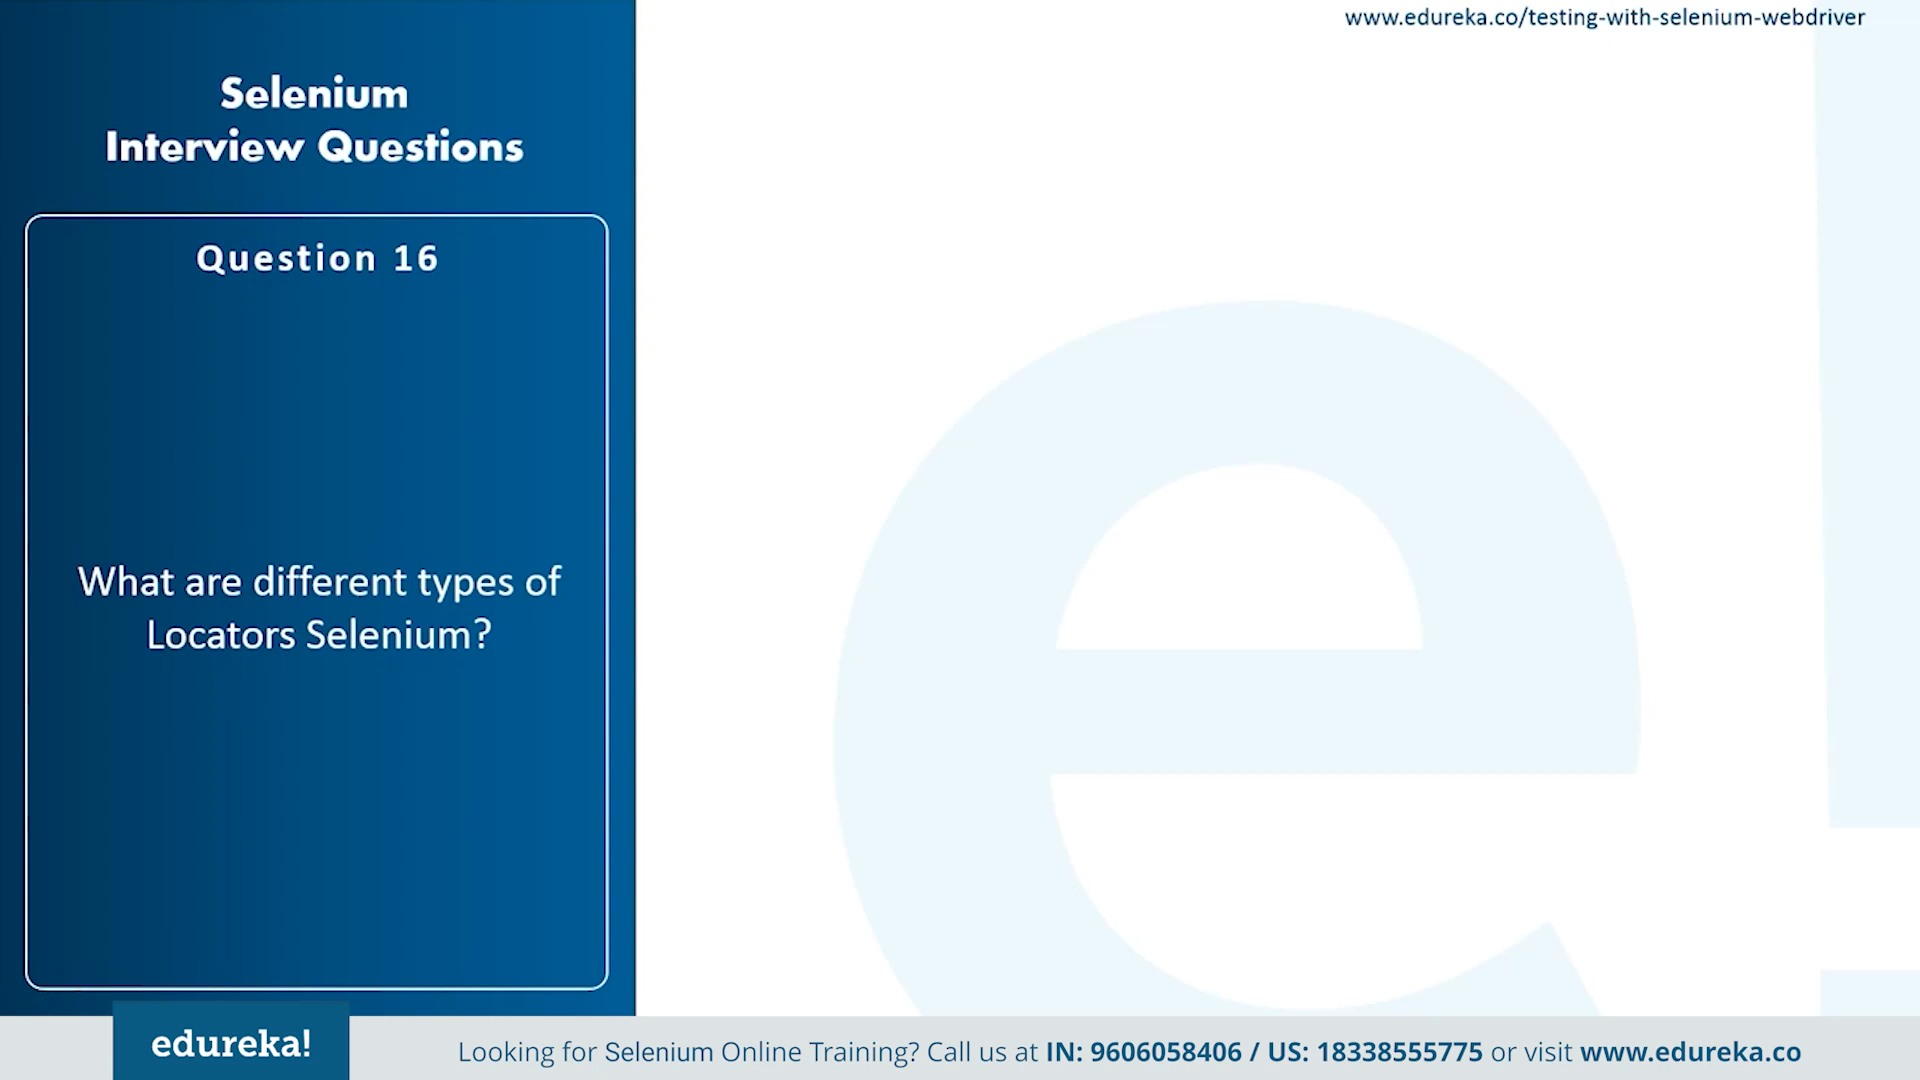 www.edureka.co/testing-with-selenium-webdriver
Selenium
Interview Questions
Question 16
What are different types of
Locators Selenium?
edureka!
Looking for Selenium Online Training? Call us at IN: 9606058406 / US: 18338555775 or visit www.edureka.co